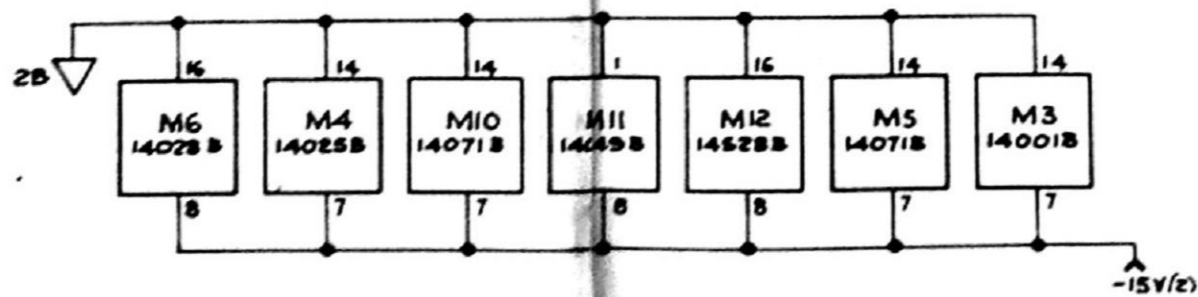 16 14 14 1 16 14 14
2B
M6 M4 M10 M11 M12 M5 M3
14028B 14025B 14071B 14049B 14528B 14071B 14001B
8 7 7 8 8 7 7
-15V(2)